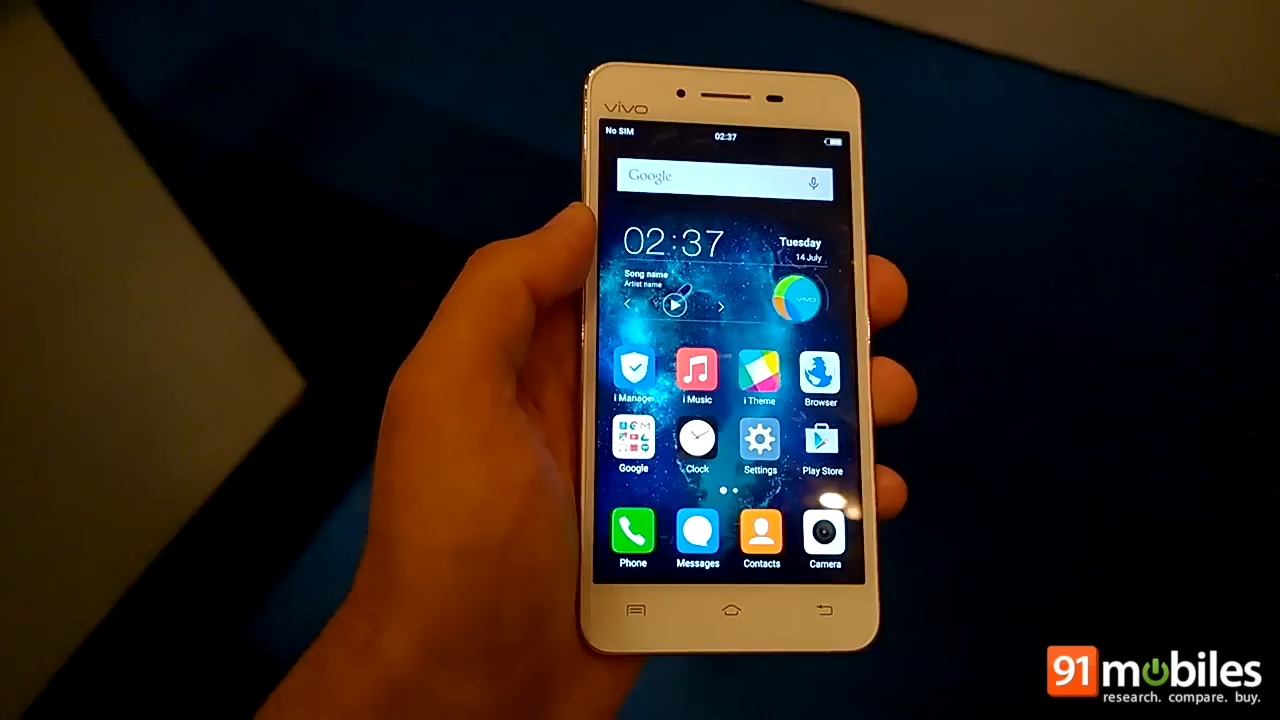 vivo
No SIM
02:37
Google
02:37
Tuesday
14 July
Song name
Artist name
vivo
i Manager
i Music
i Theme
Browser
Google
Clock
Settings
Play Store
Phone
Messages
Contacts
Camera
91mobiles
research. compare. buy.